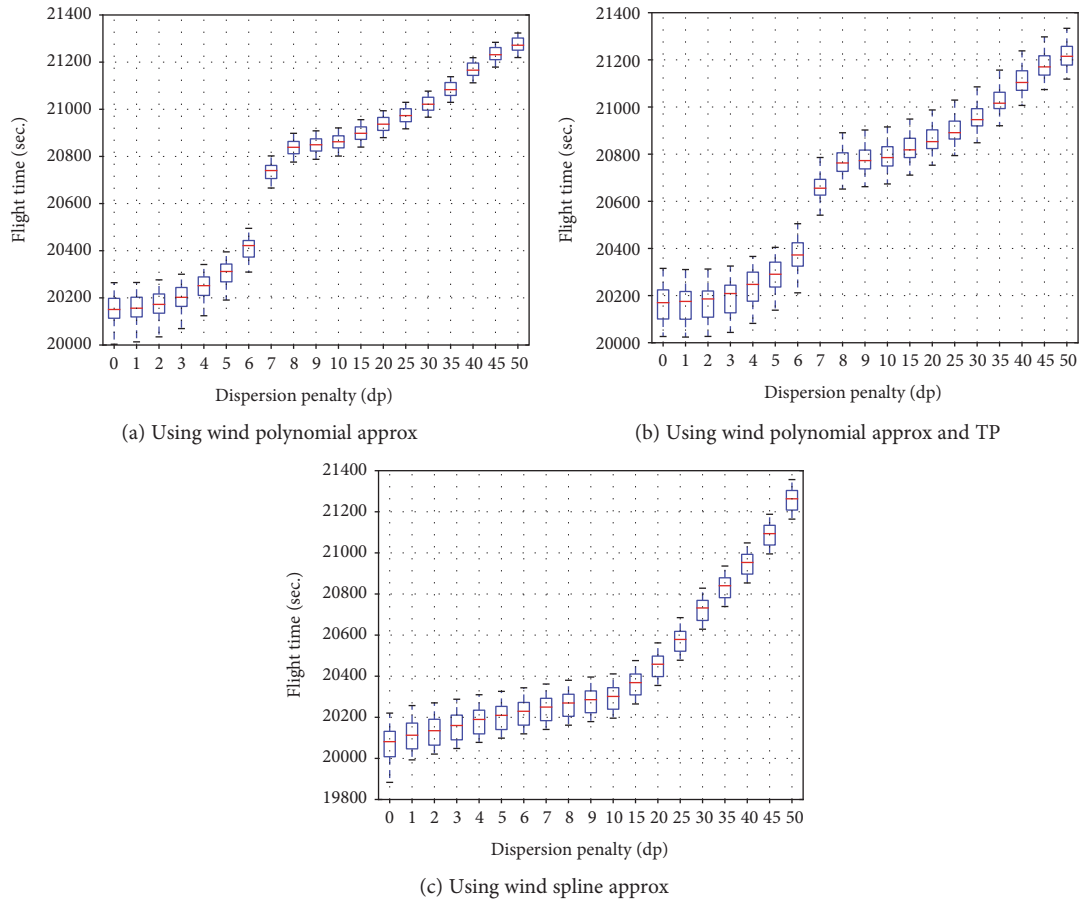 21400
21200
21000
20800
20600
20400
20200
20000
Flight time (sec.)
0 1 2 3 4 5 6 7 8 9 10 15 20 25 30 35 40 45 50
Dispersion penalty (dp)
(a) Using wind polynomial approx
21400
21200
21000
20800
20600
20400
20200
20000
Flight time (sec.)
0 1 2 3 4 5 6 7 8 9 10 15 20 25 30 35 40 45 50
Dispersion penalty (dp)
(b) Using wind polynomial approx and TP
21400
21200
21000
20800
20600
20400
20200
20000
19800
Flight time (sec.)
0 1 2 3 4 5 6 7 8 9 10 15 20 25 30 35 40 45 50
Dispersion penalty (dp)
(c) Using wind spline approx